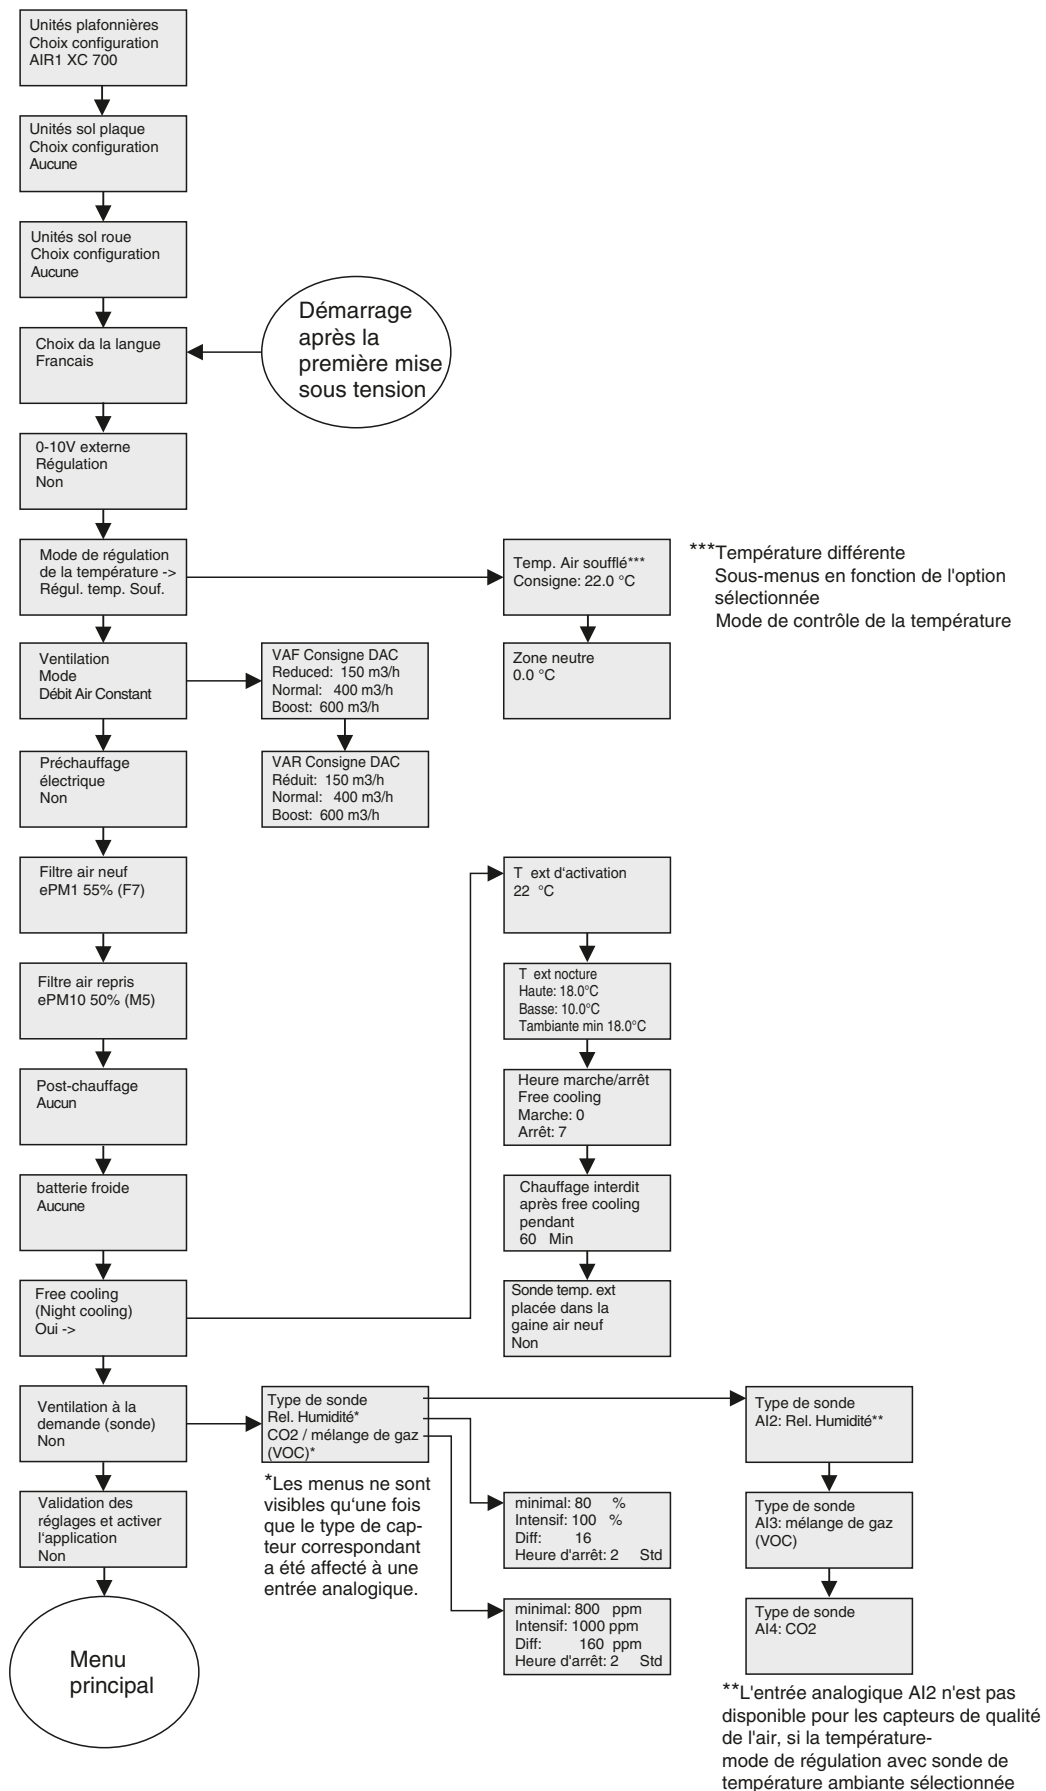 Unités plafonnières
Choix configuration
AIR1 XC 700
Unités sol plaque
Choix configuration
Aucune
Unités sol roue
Choix configuration
Aucune
Démarrage
après la
première mise
sous tension
Choix da la langue
Francais
0-10V externe
Régulation
Non
Mode de régulation
de la température ->
Régul. temp. Souf.
Temp. Air soufflé***
Consigne: 22.0 °C
***Température différente
Sous-menus en fonction de l'option
sélectionnée
Mode de contrôle de la température
Zone neutre
0.0 °C
Ventilation
Mode
Débit Air Constant
VAF Consigne DAC
Reduced: 150 m3/h
Normal: 400 m3/h
Boost: 600 m3/h
VAR Consigne DAC
Réduit: 150 m3/h
Normal: 400 m3/h
Boost: 600 m3/h
Préchauffage
électrique
Non
Filtre air neuf
ePM1 55% (F7)
Filtre air repris
ePM10 50% (M5)
Post-chauffage
Aucun
batterie froide
Aucune
Free cooling
(Night cooling)
Oui ->
T ext d'activation
22 °C
T ext nocture
Haute: 18.0°C
Basse: 10.0°C
Tambiante min 18.0°C
Heure marche/arrêt
Free cooling
Marche: 0
Arrêt: 7
Chauffage interdit
après free cooling
pendant
60 Min
Sonde temp. ext
placée dans la
gaine air neuf
Non
Ventilation à la
demande (sonde)
Non
Type de sonde
Rel. Humidité*
CO2 / mélange de gaz
(VOC)*
*Les menus ne sont
visibles qu'une fois
que le type de cap-
teur correspondant
a été affecté à une
entrée analogique.
minimal: 80 %
Intensif: 100 %
Diff: 16
Heure d'arrêt: 2 Std
minimal: 800 ppm
Intensif: 1000 ppm
Diff: 160 ppm
Heure d'arrêt: 2 Std
Type de sonde
AI2: Rel. Humidité**
Type de sonde
AI3: mélange de gaz
(VOC)
Type de sonde
AI4: CO2
**L'entrée analogique AI2 n'est pas
disponible pour les capteurs de qualité
de l'air, si la température-
mode de régulation avec sonde de
température ambiante sélectionnée
Validation des
réglages et activer
l'application
Non
Menu
principal